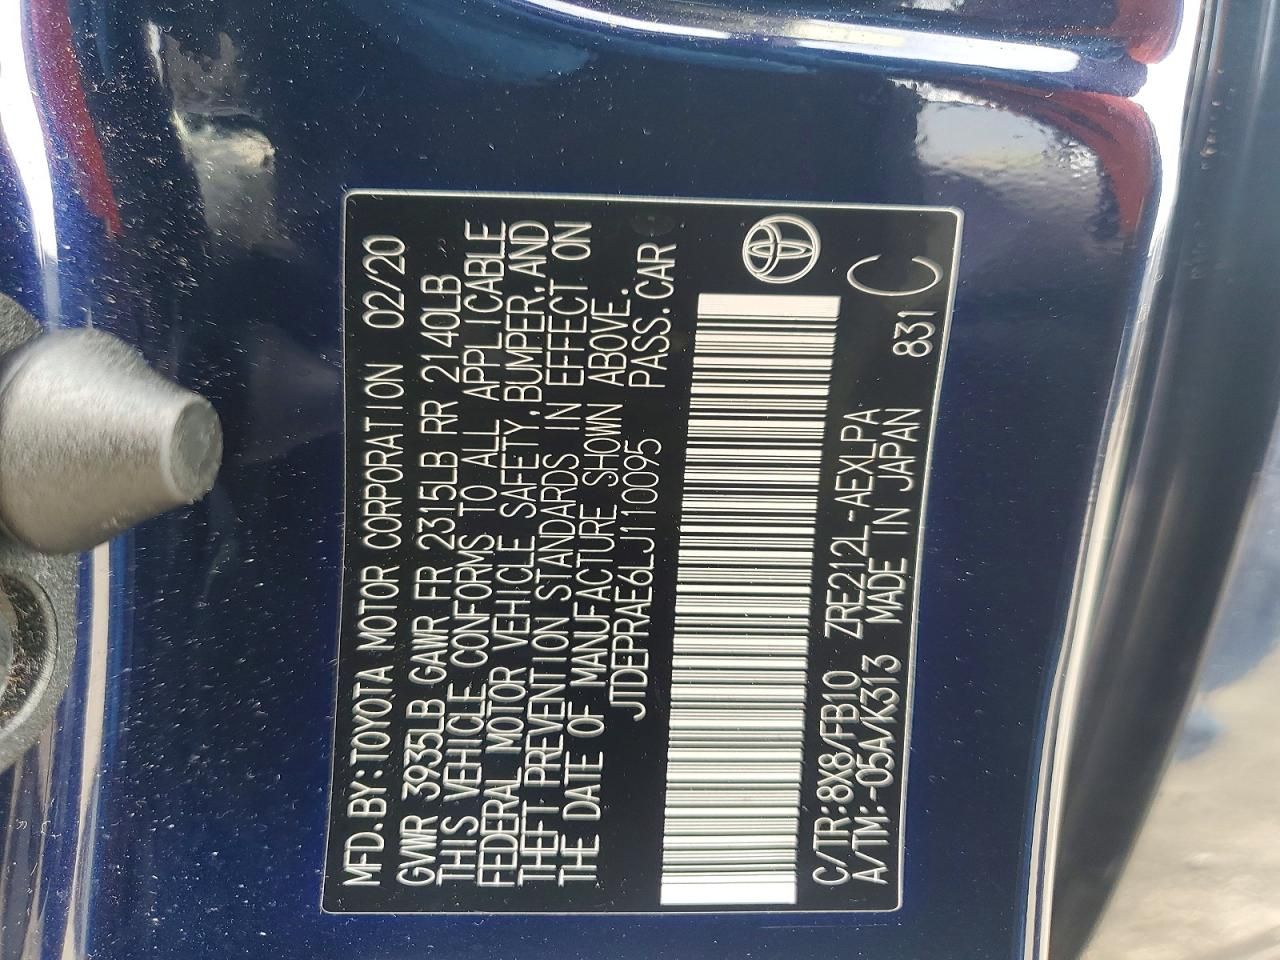 MFD.BY:TOYOTA MOTOR CORPORATION 02/20
GVWR 3935LB GAWR FR 2315LB RR 2140LB
THIS VEHICLE CONFORMS TO ALL APPLICABLE
FEDERAL MOTOR VEHICLE SAFETY, BUMPER, AND
THEFT PREVENTION STANDARDS IN EFFECT ON
THE DATE OF MANUFACTURE SHOWN ABOVE.
JTDEPRAE6LJ110095 PASS.CAR
C/TR:8X8/FB10 ZRE212L-AEXLPA
A/TM:-05A/K313 MADE IN JAPAN 831 C